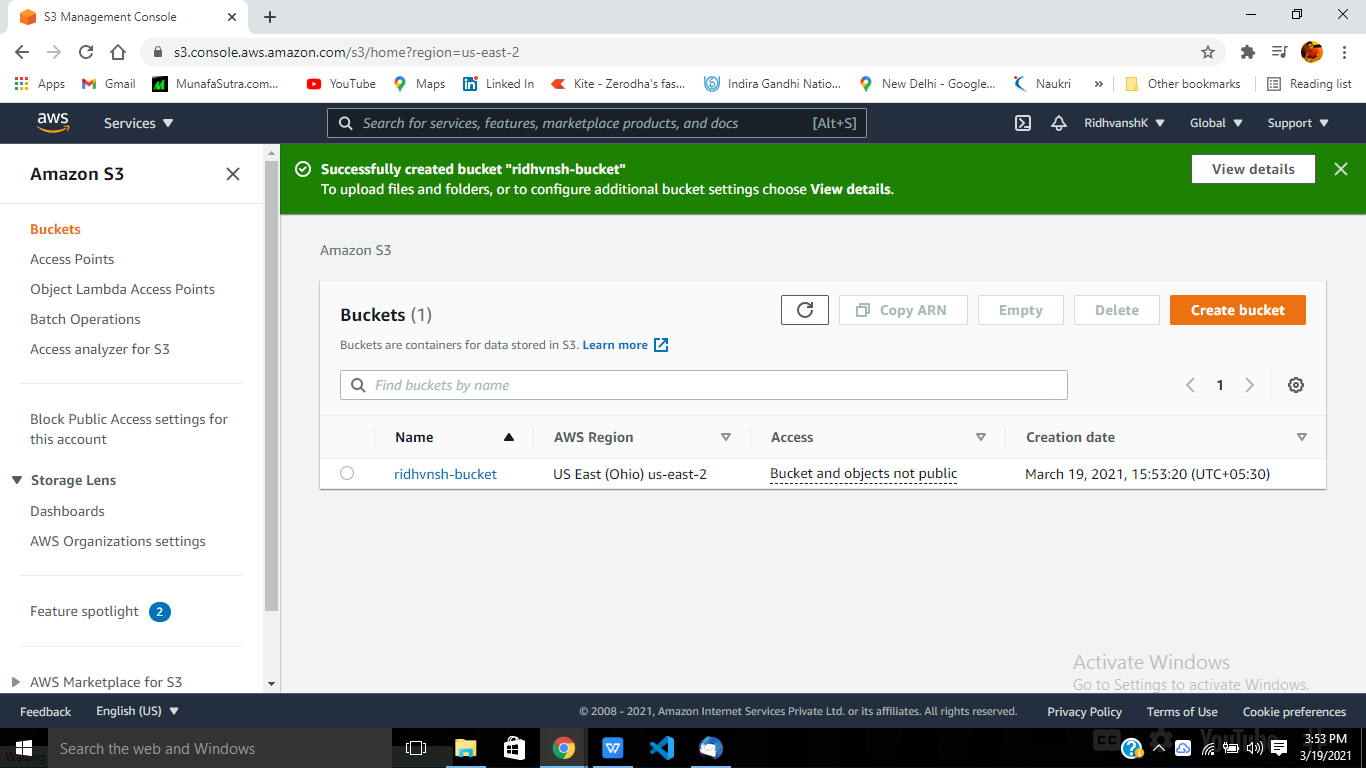 S3 Management Console
s3.console.aws.amazon.com/s3/home?region=us-east-2
Apps
Gmail
MunafaSutra.com...
YouTube
Maps
Linked In
Kite - Zerodha's fas...
Indira Gandhi Natio...
New Delhi - Google...
Naukri
»
Other bookmarks
Reading list
aws
Services
Search for services, features, marketplace products, and docs
[Alt+S]
RidhvanshK
Global
Support
Amazon S3
Buckets
Access Points
Object Lambda Access Points
Batch Operations
Access analyzer for S3
Block Public Access settings for
this account
Storage Lens
Dashboards
AWS Organizations settings
Feature spotlight 2
AWS Marketplace for S3
Successfully created bucket "ridhvnsh-bucket"
To upload files and folders, or to configure additional bucket settings choose View details.
View details
Amazon S3
Buckets (1)
Copy ARN
Empty
Delete
Create bucket
Buckets are containers for data stored in S3. Learn more
Find buckets by name
1
Name
AWS Region
Access
Creation date
ridhvnsh-bucket
US East (Ohio) us-east-2
Bucket and objects not public
March 19, 2021, 15:53:20 (UTC+05:30)
Activate Windows
Go to Settings to activate Windows.
Feedback
English (US)
© 2008 - 2021, Amazon Internet Services Private Ltd. or its affiliates. All rights reserved.
Privacy Policy
Terms of Use
Cookie preferences
Waiting
Search the web and Windows
CC
YouTube
3:53 PM
3/19/2021